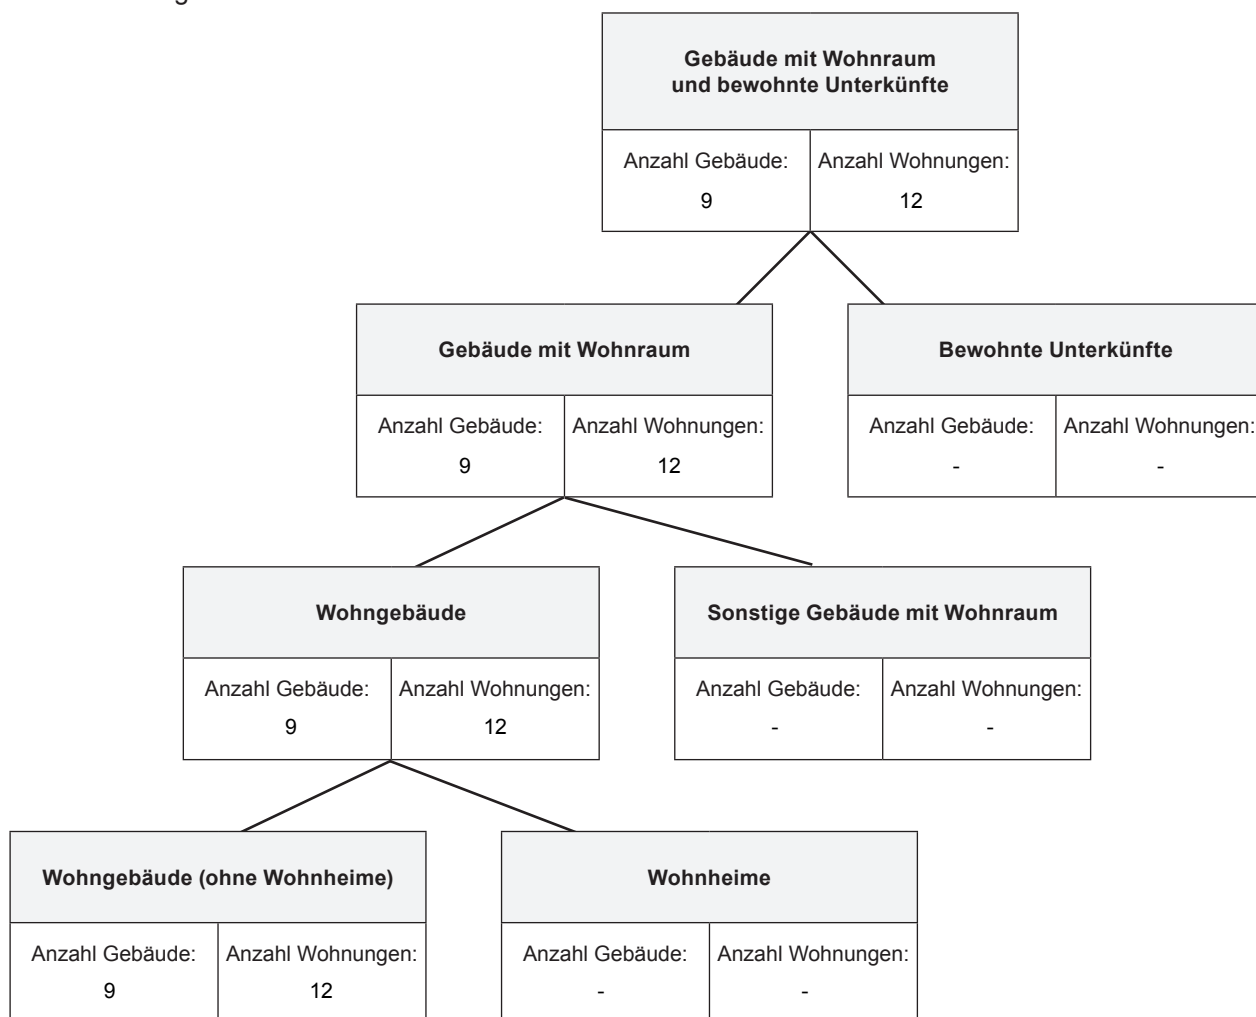 Gebäude mit Wohnraum
und bewohnte Unterkünfte
Anzahl Gebäude: Anzahl Wohnungen:
9 12
Gebäude mit Wohnraum
Anzahl Gebäude: Anzahl Wohnungen:
9 12
Bewohnte Unterkünfte
Anzahl Gebäude: Anzahl Wohnungen:
- -
Wohngebäude
Anzahl Gebäude: Anzahl Wohnungen:
9 12
Sonstige Gebäude mit Wohnraum
Anzahl Gebäude: Anzahl Wohnungen:
- -
Wohngebäude (ohne Wohnheime)
Anzahl Gebäude: Anzahl Wohnungen:
9 12
Wohnheime
Anzahl Gebäude: Anzahl Wohnungen:
- -